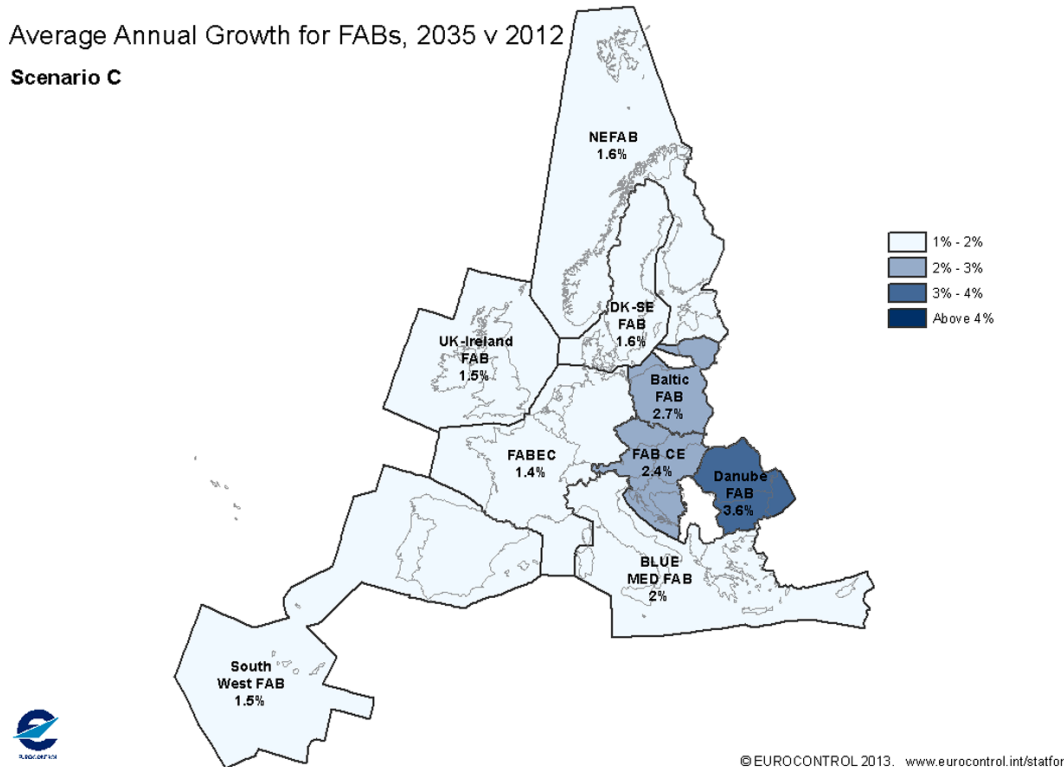 Average Annual Growth for FABs, 2035 v 2012
Scenario C
NEFAB
1.6%
1% - 2%
2% - 3%
3% - 4%
Above 4%
DK-SE
FAB
1.6%
UK-Ireland
FAB
1.5%
Baltic
FAB
2.7%
FABEC
1.4%
FAB CE
2.4%
Danube
FAB
3.6%
BLUE
MED FAB
2%
South
West FAB
1.5%
EUROCONTROL
© EUROCONTROL 2013. www.eurocontrol.int/statfor